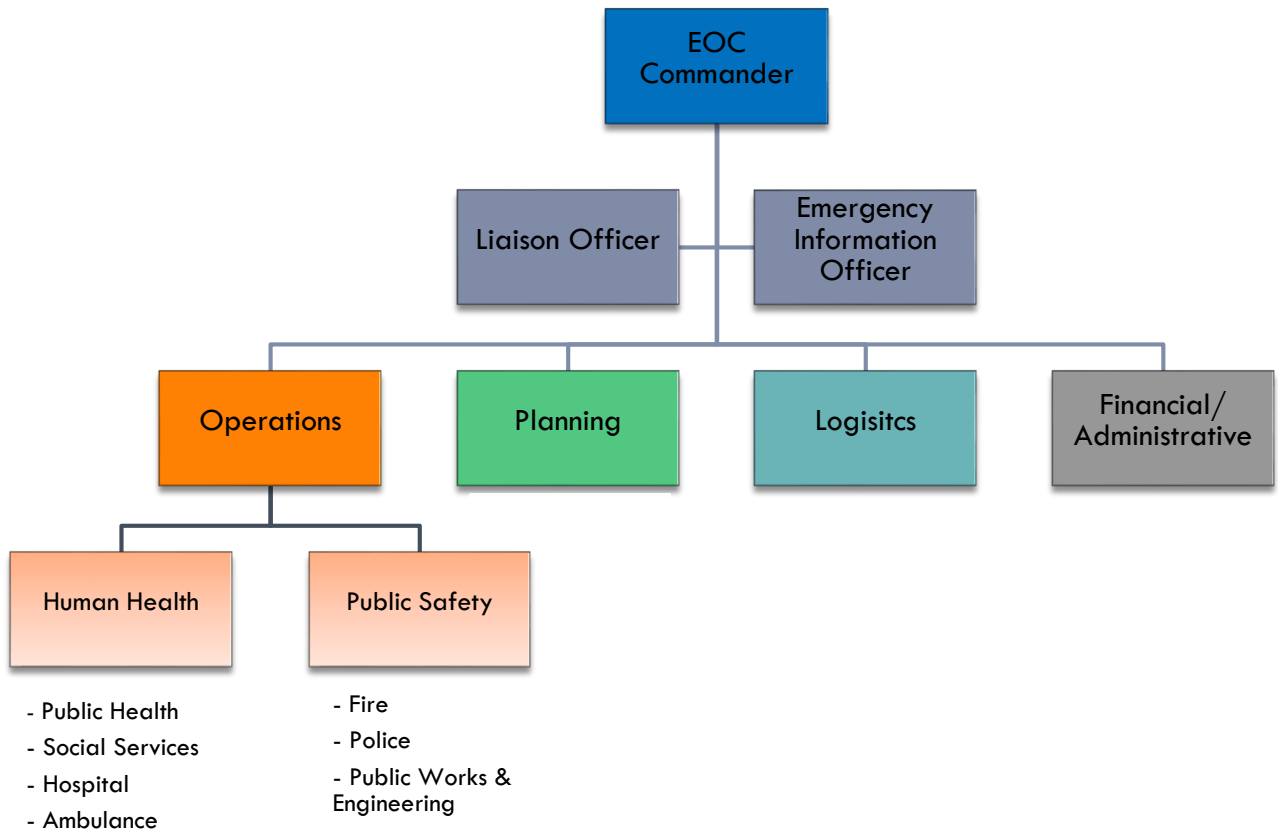 EOC
Commander
Liaison Officer
Emergency
Information
Officer
Operations
Planning
Logisitcs
Financial/
Administrative
Human Health
Public Safety
- Public Health
- Social Services
- Hospital
- Ambulance
- Fire
- Police
- Public Works &
Engineering